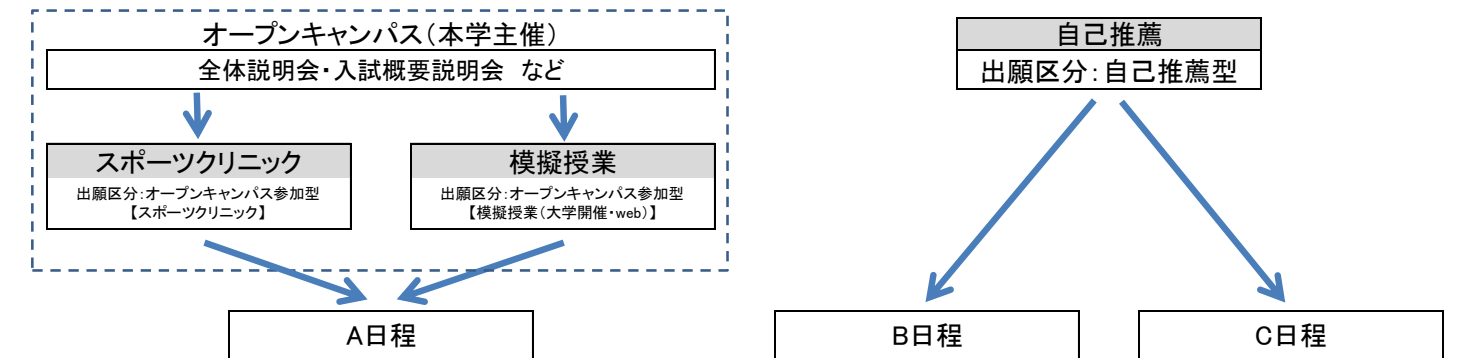 オープンキャンパス（本学主催）
全体説明会・入試概要説明会　など
スポーツクリニック
出願区分：オープンキャンパス参加型
【スポーツクリニック】
模擬授業
出願区分：オープンキャンパス参加型
【模擬授業（大学開催・web）】
A日程
自己推薦
出願区分：自己推薦型
B日程
C日程